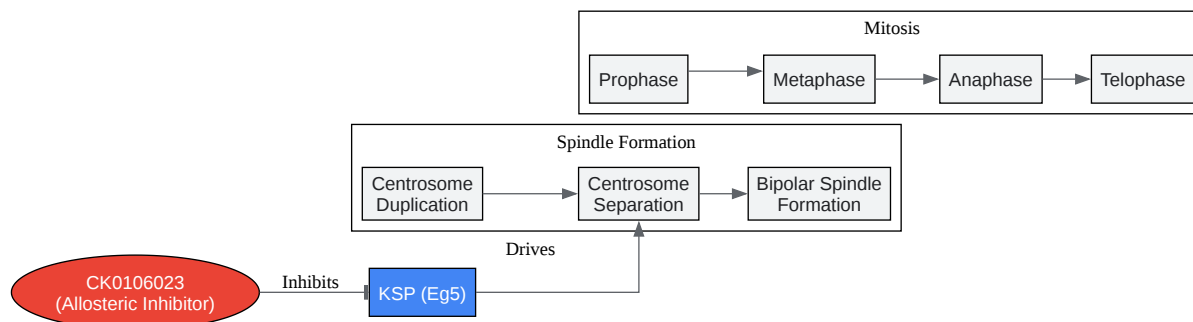 Mitosis
Prophase
Metaphase
Anaphase
Telophase
Spindle Formation
Centrosome
Duplication
Centrosome
Separation
Bipolar Spindle
Formation
Drives
CK0106023
(Allosteric Inhibitor)
Inhibits
KSP (Eg5)